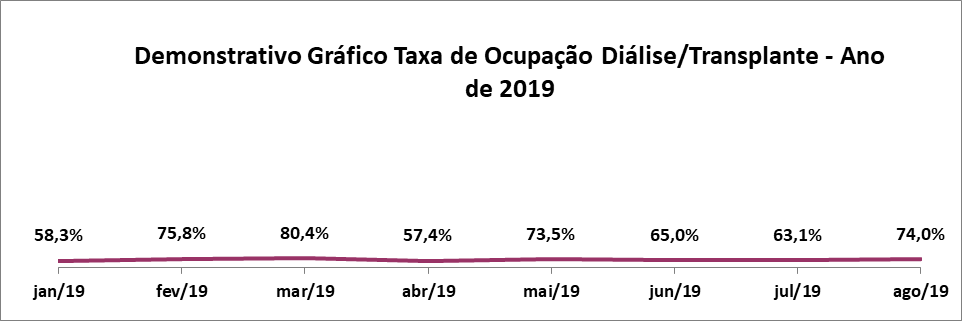 Demonstrativo Gráfico Taxa de Ocupação Diálise/Transplante - Ano
de 2019
58,3% 75,8% 80,4% 57,4% 73,5% 65,0% 63,1% 74,0%
jan/19 fev/19 mar/19 abr/19 mai/19 jun/19 jul/19 ago/19